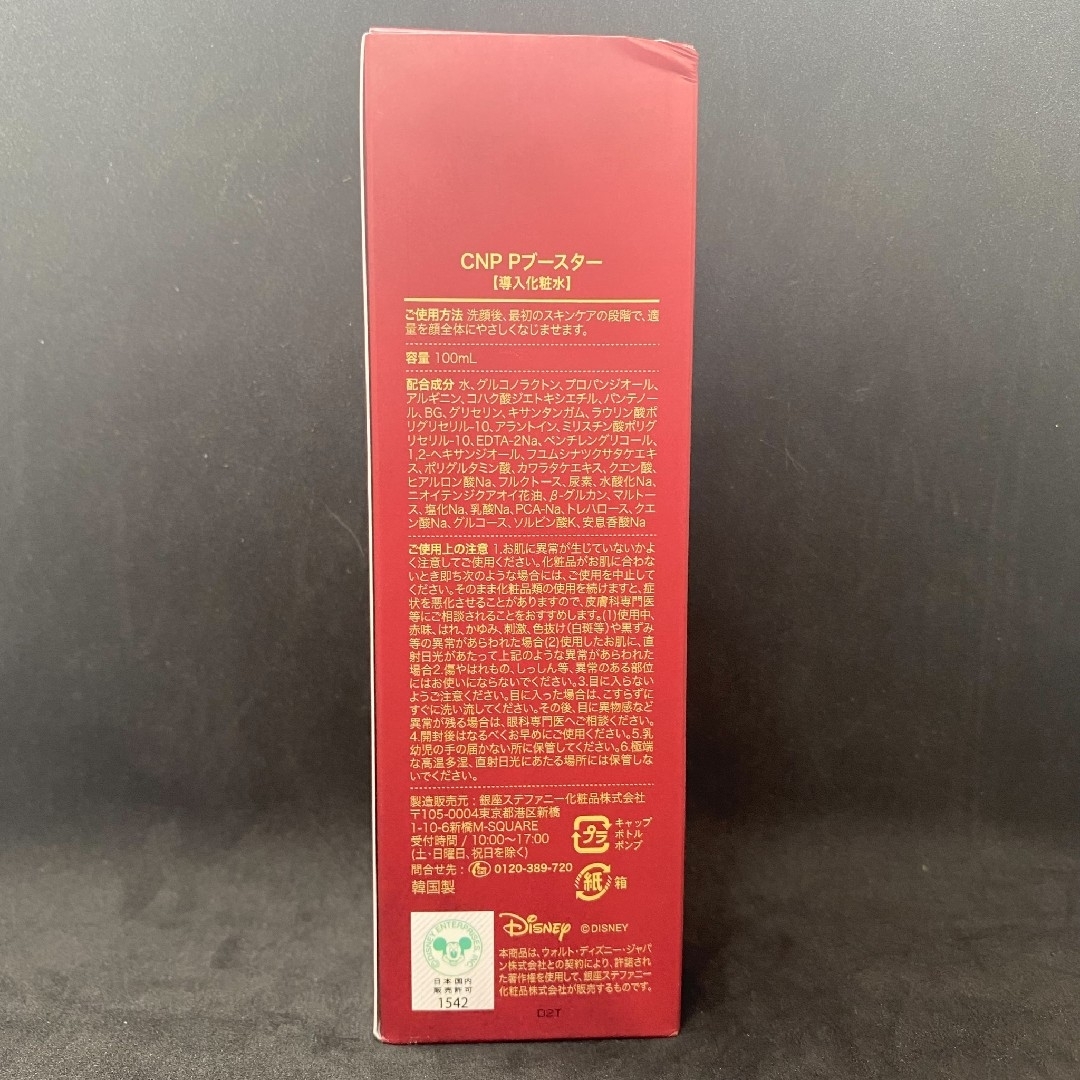 CNP Pブースター
【導入化粧水】
ご使用方法 洗顔後、最初のスキンケアの段階で、適
量を顔全体にやさしくなじませます。
容量 100mL
配合成分 水、グルコノラクトン、プロパンジオール、
アルギニン、コハク酸ジエトキシエチル、パンテノ
ール、BG、グリセリン、キサンタンガム、ラウリン酸ポ
リグリセリル-10、アラントイン、ミリスチン酸ポリグ
リセリル-10、EDTA-2Na、ペンチレングリコール、
1,2-ヘキサンジオール、フユムシナツクサタケエキ
ス、ポリグルタミン酸、カワラタケエキス、クエン酸、
ヒアルロン酸Na、フルクトース、尿素、水酸化Na、
ニオイテンジクアオイ花油、β-グルカン、マルトー
ス、塩化Na、乳酸Na、PCA-Na、トレハロース、クエ
ン酸Na、グルコース、ソルビン酸K、安息香酸Na
ご使用上の注意 1.お肌に異常が生じていないかよ
く注意してご使用ください。化粧品がお肌に合わな
いとき即ち次のような場合には、ご使用を中止して
ください。そのまま化粧品類の使用を続けますと、症
状を悪化させることがありますので、皮膚科専門医
等にご相談されることをおすすめします。(1)使用中、
赤味、はれ、かゆみ、刺激、色抜け(白斑等)や黒ずみ
等の異常があらわれた場合(2)使用したお肌に、直
射日光があたって上記のような異常があらわれた
場合2.傷やはれもの、しっしん等、異常のある部位
にはお使いにならないでください。3.目に入らない
ようご注意ください。目に入った場合は、こすらずに
すぐに洗い流してください。その後、目に異物感など
異常が残る場合は、眼科専門医へご相談ください。
4.開封後はなるべくお早めにご使用ください。5.乳
幼児の手の届かない所に保管してください。6.極端
な高温多湿、直射日光にあたる場所には保管しな
いでください。
製造販売元：銀座ステファニー化粧品株式会社
〒105-0004東京都港区新橋
1-10-6新橋M-SQUARE
受付時間 / 10:00〜17:00
(土・日曜日、祝日を除く)
問合せ先： 0120-389-720
韓国製
プラ
キャップ
ボトル
ポンプ
紙 箱
DISNEY ENTERPRISES, INC.
日本国内
販売許可
1542
Disney ©DISNEY
本商品は、ウォルト・ディズニー・ジャパ
ン株式会社との契約により、許諾され
た著作権を使用して、銀座ステファニー
化粧品株式会社が販売するものです。
D2T